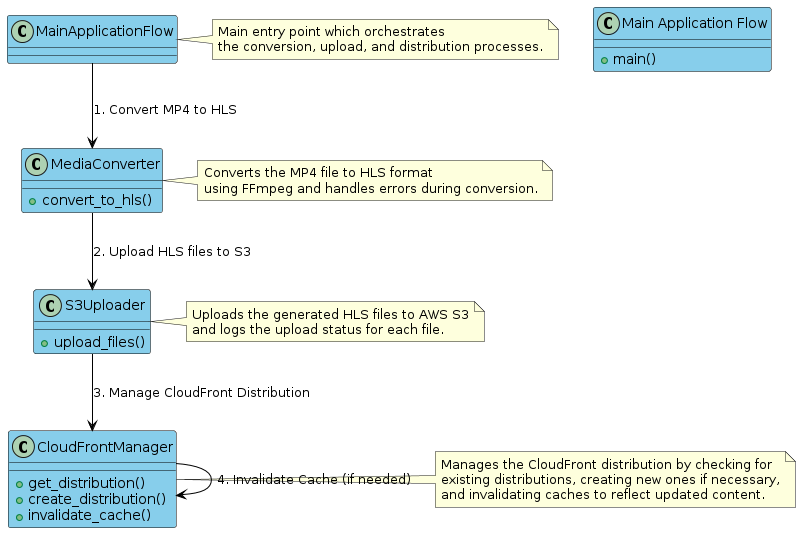 C MainApplicationFlow
Main entry point which orchestrates
the conversion, upload, and distribution processes.
C Main Application Flow
main()
1. Convert MP4 to HLS
C MediaConverter
convert_to_hls()
Converts the MP4 file to HLS format
using FFmpeg and handles errors during conversion.
2. Upload HLS files to S3
C S3Uploader
upload_files()
Uploads the generated HLS files to AWS S3
and logs the upload status for each file.
3. Manage CloudFront Distribution
C CloudFrontManager
get_distribution()
create_distribution()
invalidate_cache()
4. Invalidate Cache (if needed)
Manages the CloudFront distribution by checking for
existing distributions, creating new ones if necessary,
and invalidating caches to reflect updated content.